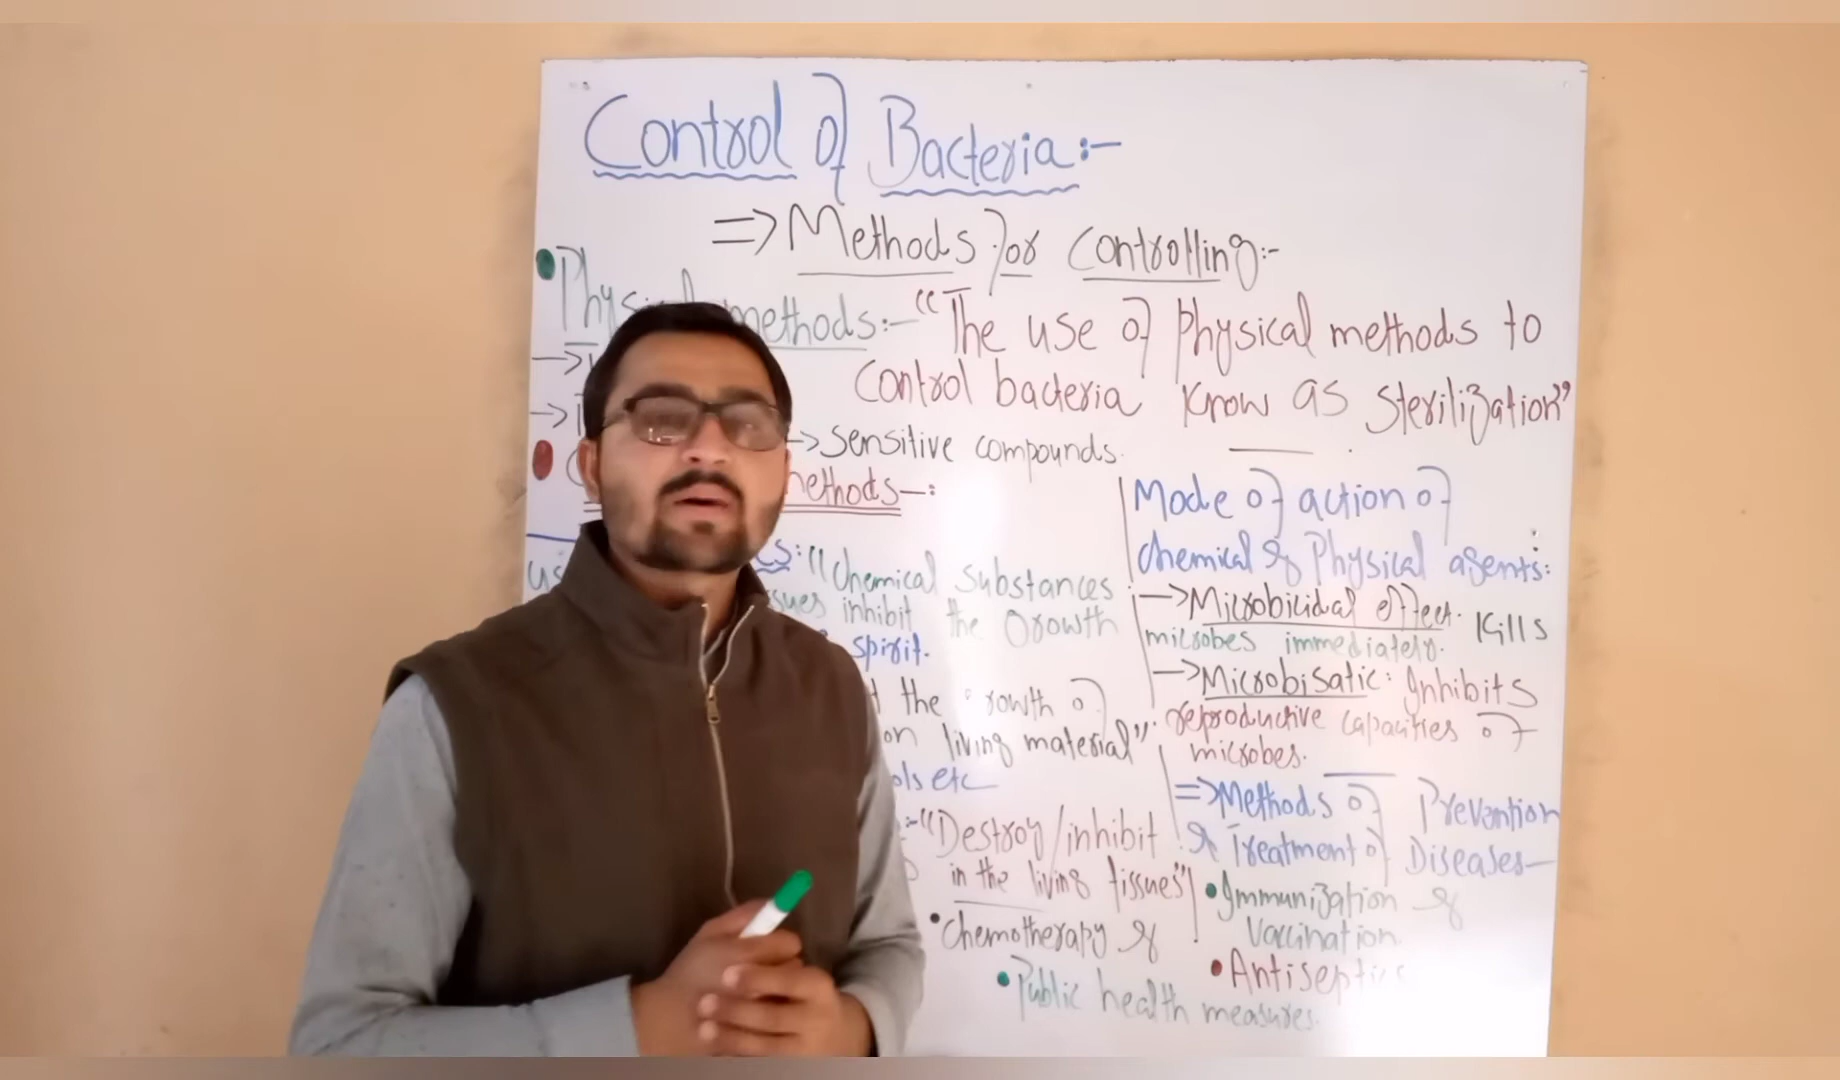 Control of Bacteria:-
=> Methods for Controlling:-
Physical methods:- "The use of Physical methods to
Control bacteria Know as Sterilization"
-> Sensitive compounds.
methods-:
us
: "Chemical Substances
inhibit the Growth
spirit.
the rowth of
on living material"
ols etc
:- "Destroy/inhibit
in the living tissues"
• Chemotherapy &
• Public health measures.
Mode of action of
Chemical & Physical agents:
-> Microbicidal effect. Kills
microbes immediately.
-> Microbisatic: Inhibits
reproductive capacities of
microbes.
=> Methods of Prevention
& Treatment of Diseases-
• Immunization &
Vaccination.
• Antiseptics